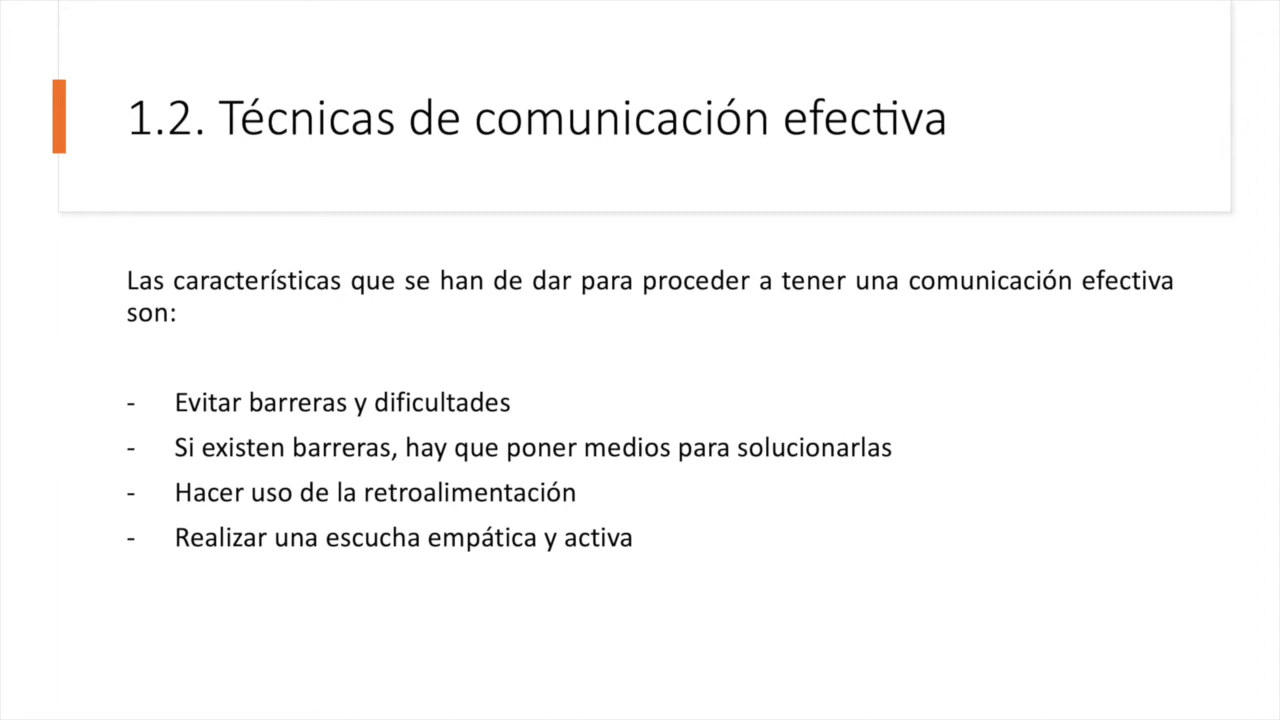 1.2. Técnicas de comunicación efectiva
Las características que se han de dar para proceder a tener una comunicación efectiva
son:
- Evitar barreras y dificultades
- Si existen barreras, hay que poner medios para solucionarlas
- Hacer uso de la retroalimentación
- Realizar una escucha empática y activa